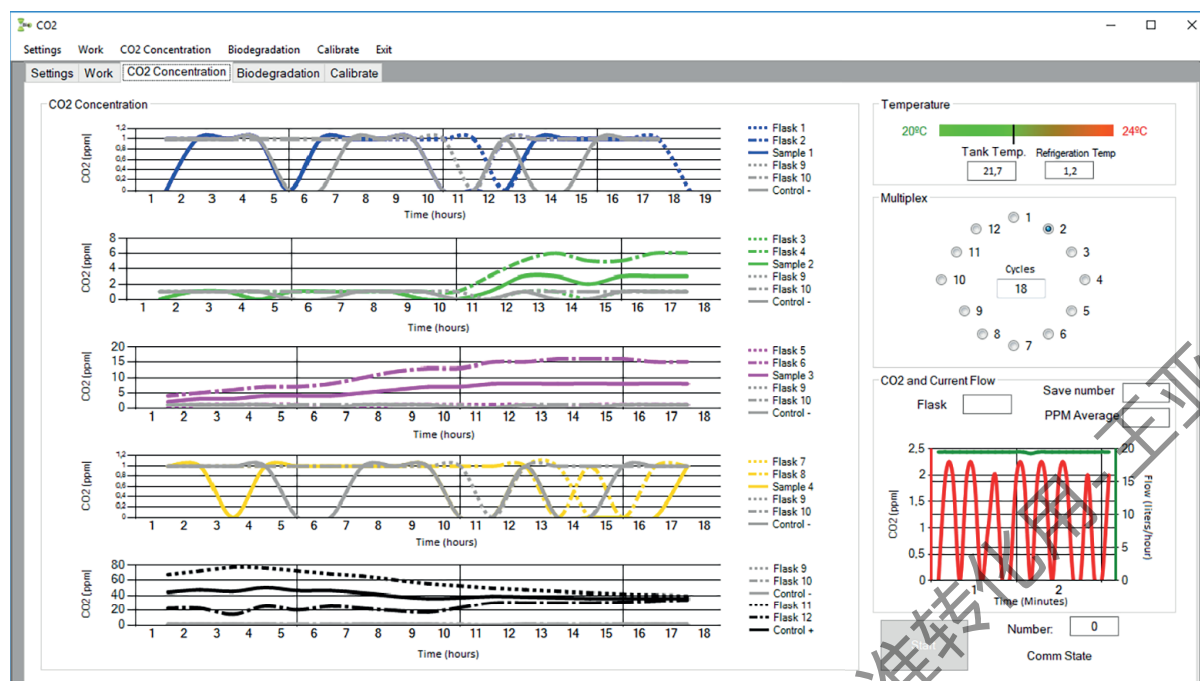 CO2
Settings Work CO2 Concentration Biodegradation Calibrate Exit
Settings Work CO2 Concentration Biodegradation Calibrate
CO2 Concentration
CO2 [ppm]
1,2
1
0,8
0,6
0,4
0,2
0
1 2 3 4 5 6 7 8 9 10 11 12 13 14 15 16 17 18 19
Time (hours)
Flask 1
Flask 2
Sample 1
Flask 9
Flask 10
Control -
CO2 [ppm]
8
6
4
2
0
1 2 3 4 5 6 7 8 9 10 11 12 13 14 15 16 17 18
Time (hours)
Flask 3
Flask 4
Sample 2
Flask 9
Flask 10
Control -
CO2 [ppm]
20
15
10
5
0
1 2 3 4 5 6 7 8 9 10 11 12 13 14 15 16 17 18
Time (hours)
Flask 5
Flask 6
Sample 3
Flask 9
Flask 10
Control -
CO2 [ppm]
1,2
1
0,8
0,6
0,4
0,2
0
1 2 3 4 5 6 7 8 9 10 11 12 13 14 15 16 17 18
Time (hours)
Flask 7
Flask 8
Sample 4
Flask 9
Flask 10
Control -
CO2 [ppm]
80
60
40
20
0
1 2 3 4 5 6 7 8 9 10 11 12 13 14 15 16 17 18
Time (hours)
Flask 9
Flask 10
Control -
Flask 11
Flask 12
Control +
Temperature
20ºC 24ºC
Tank Temp. Refrigeration Temp
21,7 1,2
Multiplex
1
12 2
11 3
Cycles
10 18 4
9 5
8 6
7
CO2 and Current Flow
Save number
Flask
PPM Average
CO2 [ppm]
2,5
2
1,5
1
0,5
0
20
15
10
5
0
Flow (liters/hour)
1 2
Time (Minutes)
Start
Number: 0
Comm State
准转化用-王亚